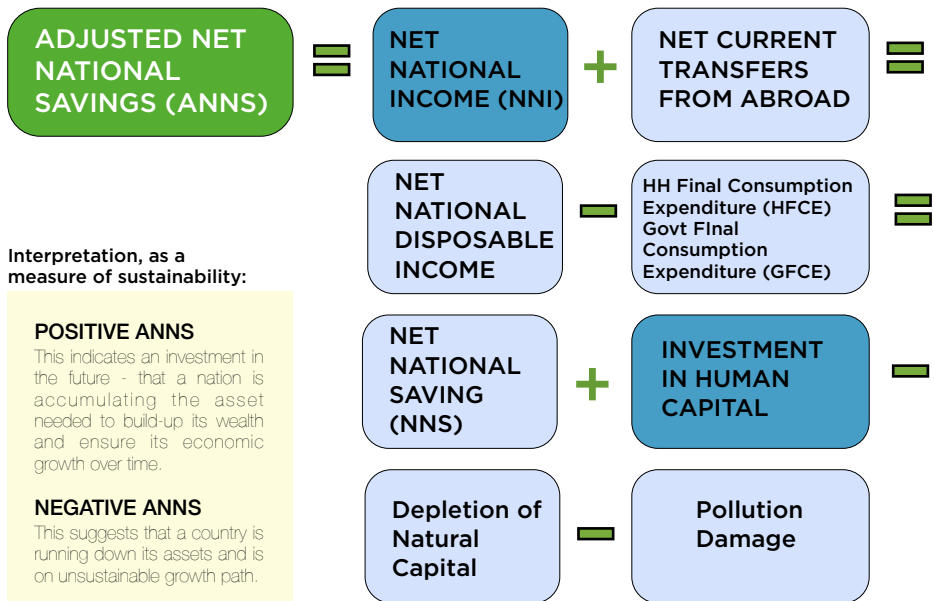 ADJUSTED NET
NATIONAL
SAVINGS (ANNS)
=
NET
NATIONAL
INCOME (NNI)
+
NET CURRENT
TRANSFERS
FROM ABROAD
=
NET
NATIONAL
DISPOSABLE
INCOME
-
HH Final Consumption
Expenditure (HFCE)
Govt FInal
Consumption
Expenditure (GFCE)
=
NET
NATIONAL
SAVING
(NNS)
+
INVESTMENT
IN HUMAN
CAPITAL
-
Depletion of
Natural
Capital
-
Pollution
Damage
Interpretation, as a
measure of sustainability:
POSITIVE ANNS
This indicates an investment in
the future - that a nation is
accumulating the asset
needed to build-up its wealth
and ensure its economic
growth over time.
NEGATIVE ANNS
This suggests that a country is
running down its assets and is
on unsustainable growth path.